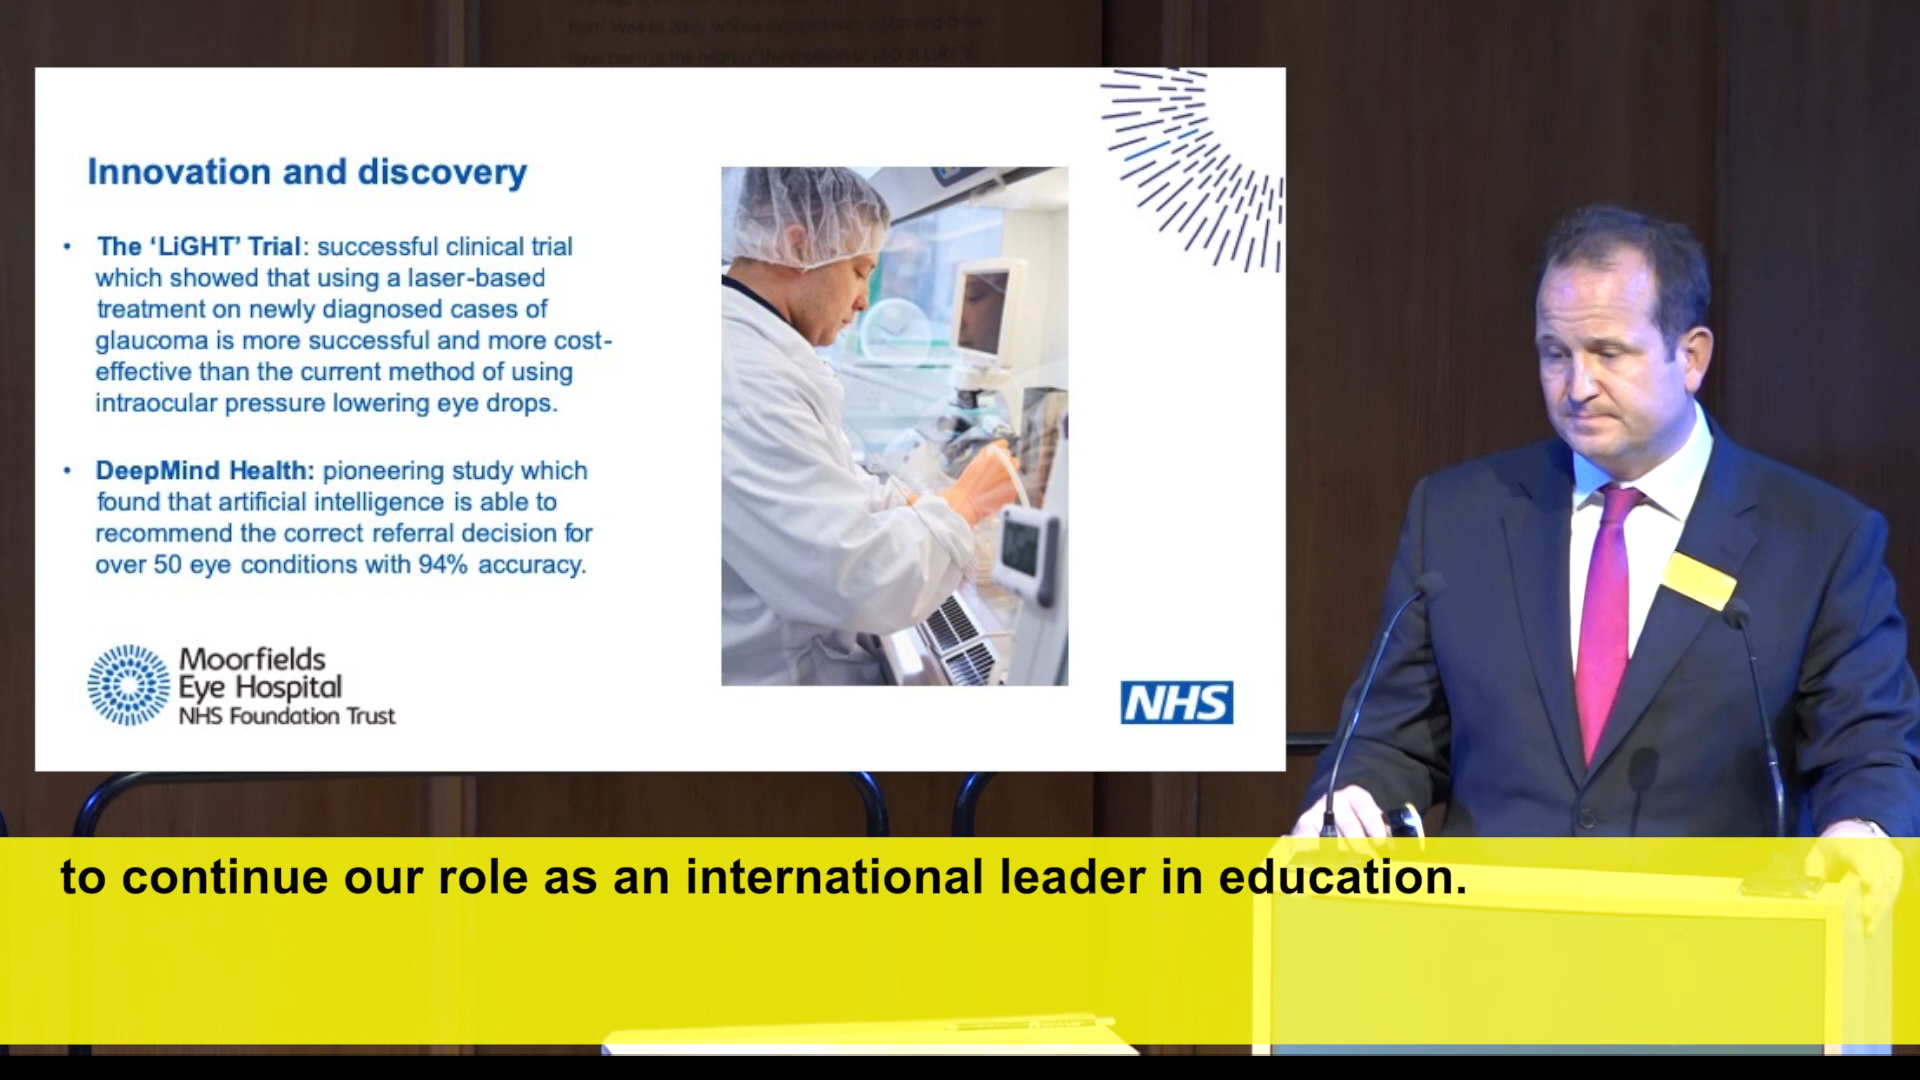 from 1964 to
Innovation and discovery
• The ‘LiGHT’ Trial: successful clinical trial
which showed that using a laser-based
treatment on newly diagnosed cases of
glaucoma is more successful and more cost-
effective than the current method of using
intraocular pressure lowering eye drops.
• DeepMind Health: pioneering study which
found that artificial intelligence is able to
recommend the correct referral decision for
over 50 eye conditions with 94% accuracy.
Moorfields
Eye Hospital
NHS Foundation Trust
NHS
to continue our role as an international leader in education.